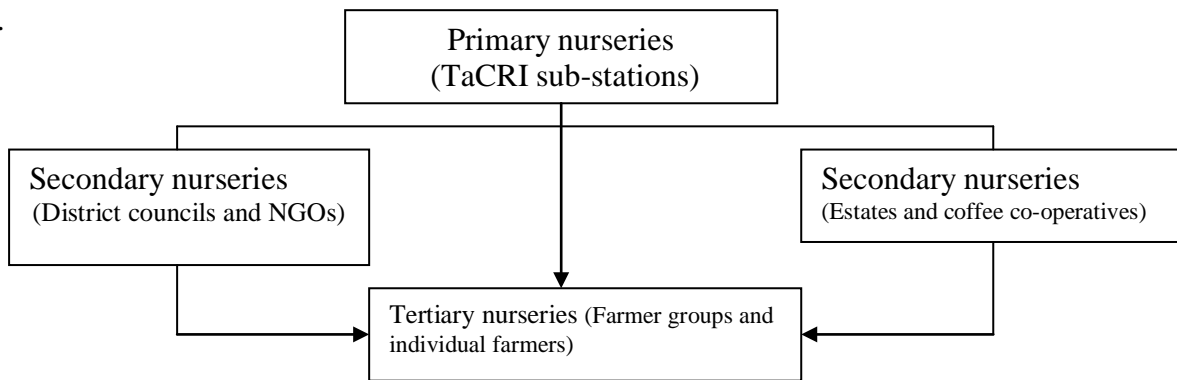 .
Primary nurseries
(TaCRI sub-stations)
Secondary nurseries
(District councils and NGOs)
Secondary nurseries
(Estates and coffee co-operatives)
Tertiary nurseries (Farmer groups and
individual farmers)